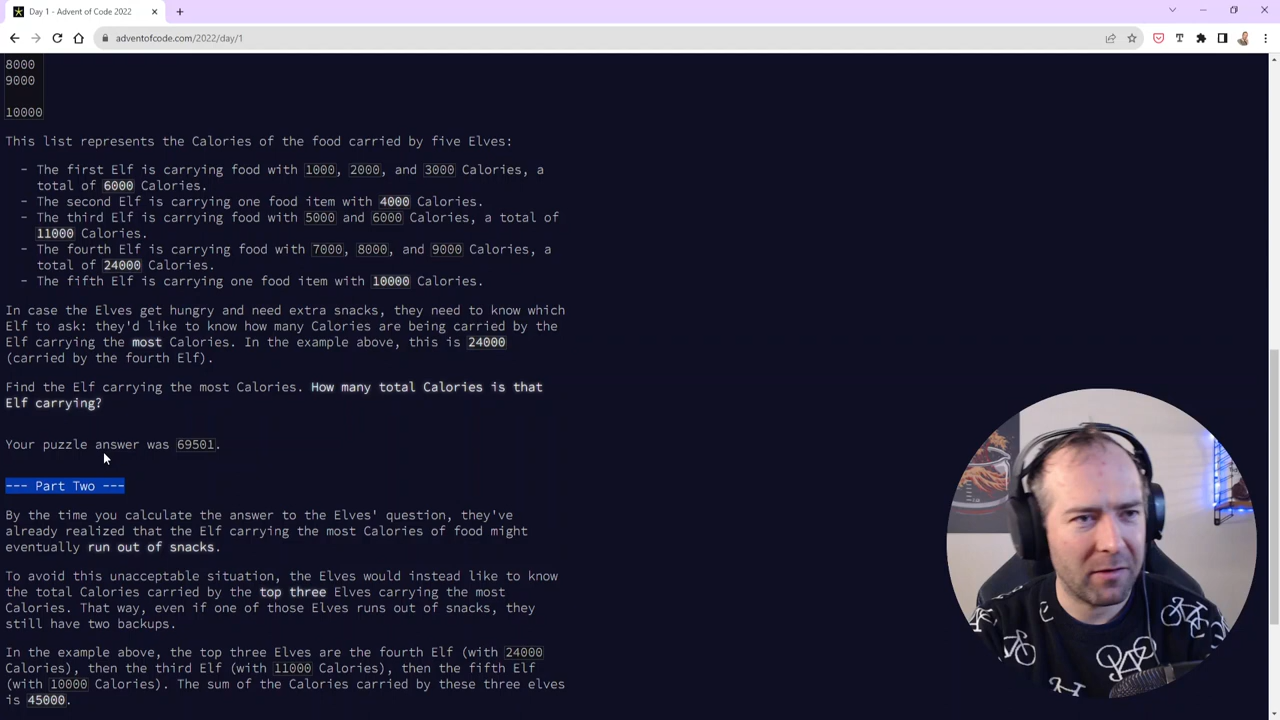 Day 1 - Advent of Code 2022
adventofcode.com/2022/day/1
8000
9000
10000
This list represents the Calories of the food carried by five Elves:
- The first Elf is carrying food with 1000, 2000, and 3000 Calories, a
total of 6000 Calories.
- The second Elf is carrying one food item with 4000 Calories.
- The third Elf is carrying food with 5000 and 6000 Calories, a total of
11000 Calories.
- The fourth Elf is carrying food with 7000, 8000, and 9000 Calories, a
total of 24000 Calories.
- The fifth Elf is carrying one food item with 10000 Calories.
In case the Elves get hungry and need extra snacks, they need to know which
Elf to ask: they'd like to know how many Calories are being carried by the
Elf carrying the most Calories. In the example above, this is 24000
(carried by the fourth Elf).
Find the Elf carrying the most Calories. How many total Calories is that
Elf carrying?
Your puzzle answer was 69501.
--- Part Two ---
By the time you calculate the answer to the Elves' question, they've
already realized that the Elf carrying the most Calories of food might
eventually run out of snacks.
To avoid this unacceptable situation, the Elves would instead like to know
the total Calories carried by the top three Elves carrying the most
Calories. That way, even if one of those Elves runs out of snacks, they
still have two backups.
In the example above, the top three Elves are the fourth Elf (with 24000
Calories), then the third Elf (with 11000 Calories), then the fifth Elf
(with 10000 Calories). The sum of the Calories carried by these three elves
is 45000.